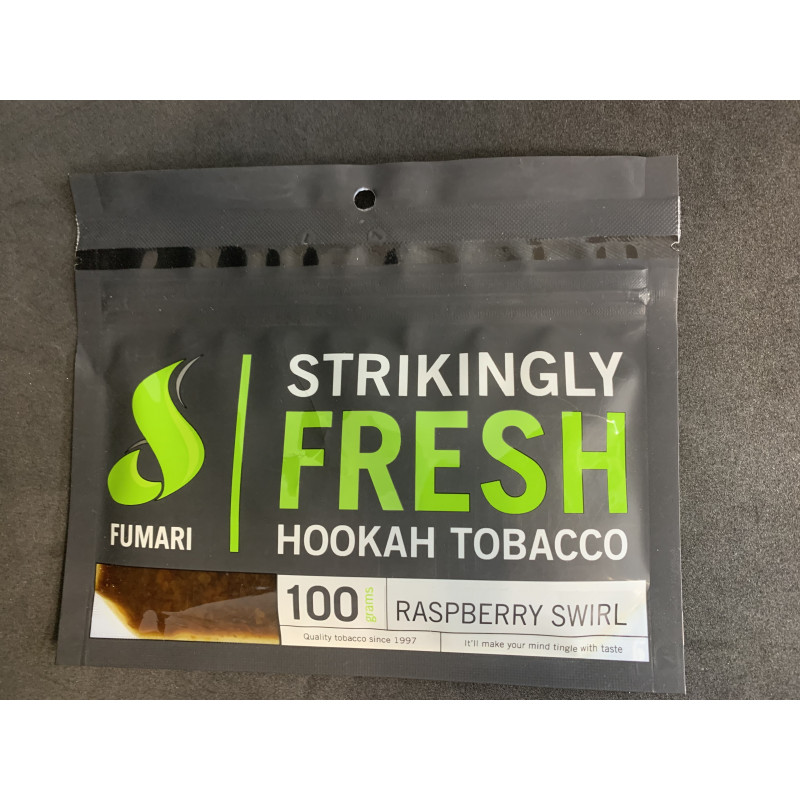 STRIKINGLY
FRESH
HOOKAH TOBACCO
FUMARI
100 grams
RASPBERRY SWIRL
Quality tobacco since 1997
It'll make your mind tingle with taste